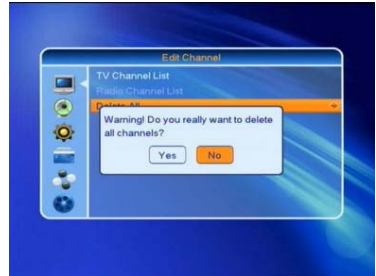 Edit Channel
TV Channel List
Radio Channel List
Delete All
Warning! Do you really want to delete
all channels?
Yes
No